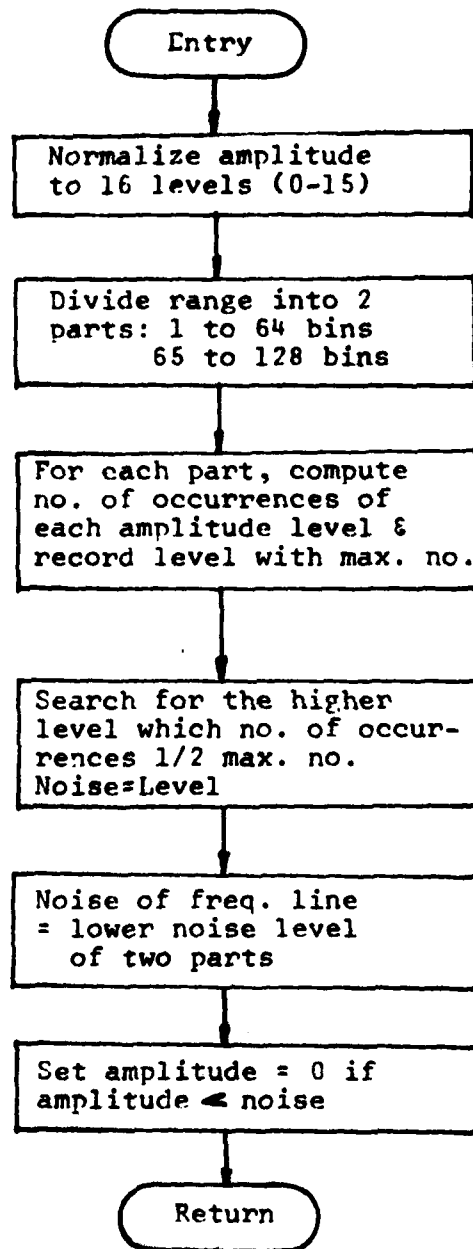 Entry
Normalize amplitude
to 16 levels (0-15)
Divide range into 2
parts: 1 to 64 bins
65 to 128 bins
For each part, compute
no. of occurrences of
each amplitude level &
record level with max. no.
Search for the higher
level which no. of occur-
rences 1/2 max. no.
Noise=Level
Noise of freq. line
= lower noise level
of two parts
Set amplitude = 0 if
amplitude < noise
Return